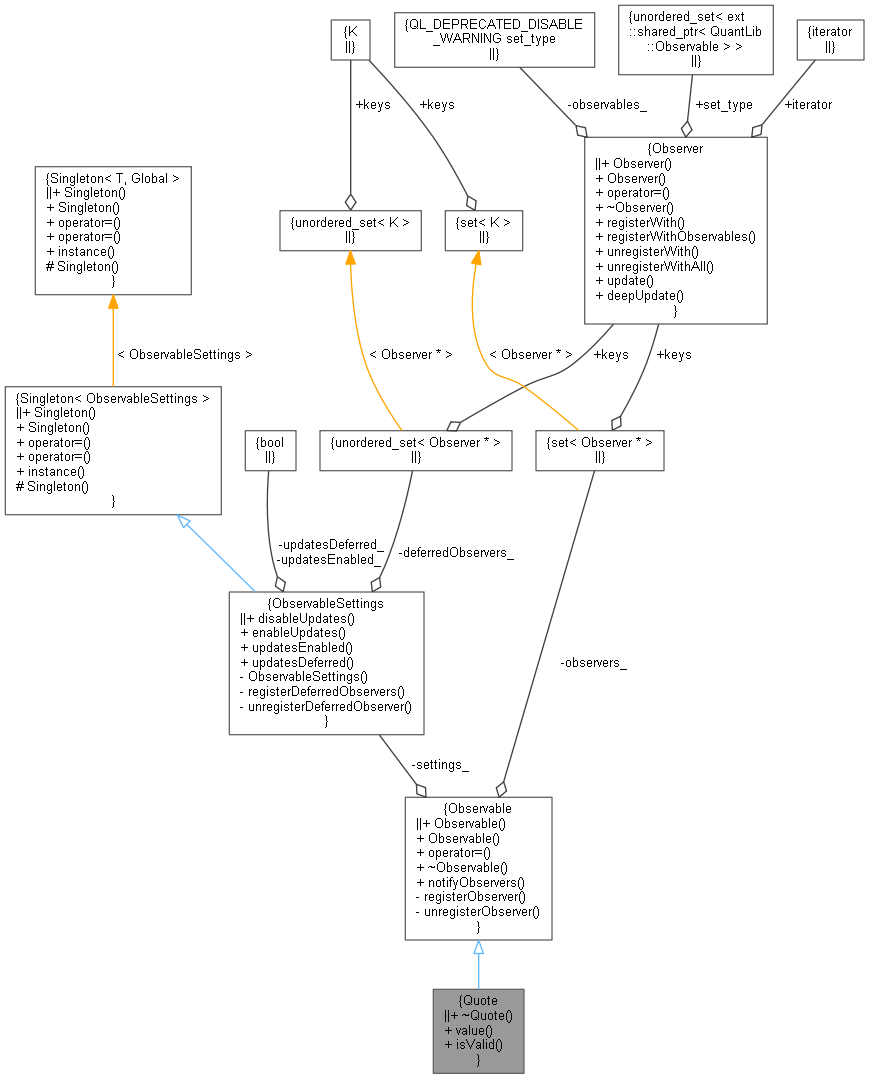 {K
||}
{QL_DEPRECATED_DISABLE
_WARNING set_type
||}
{unordered_set< ext
::shared_ptr< QuantLib
::Observable > >
||}
{iterator
||}
+keys
+keys
-observables_
+set_type
+iterator
{Singleton< T, Global >
||+ Singleton()
+ Singleton()
+ operator=()
+ operator=()
+ instance()
# Singleton()
}
{unordered_set< K >
||}
{set< K >
||}
{Observer
||+ Observer()
+ Observer()
+ operator=()
+ ~Observer()
+ registerWith()
+ registerWithObservables()
+ unregisterWith()
+ unregisterWithAll()
+ update()
+ deepUpdate()
}
< ObservableSettings >
< Observer * >
< Observer * >
+keys
+keys
{Singleton< ObservableSettings >
||+ Singleton()
+ Singleton()
+ operator=()
+ operator=()
+ instance()
# Singleton()
}
{bool
||}
{unordered_set< Observer * >
||}
{set< Observer * >
||}
-updatesDeferred_
-updatesEnabled_
-deferredObservers_
{ObservableSettings
||+ disableUpdates()
+ enableUpdates()
+ updatesEnabled()
+ updatesDeferred()
- ObservableSettings()
- registerDeferredObservers()
- unregisterDeferredObserver()
}
-observers_
-settings_
{Observable
||+ Observable()
+ Observable()
+ operator=()
+ ~Observable()
+ notifyObservers()
- registerObserver()
- unregisterObserver()
}
{Quote
||+ ~Quote()
+ value()
+ isValid()
}